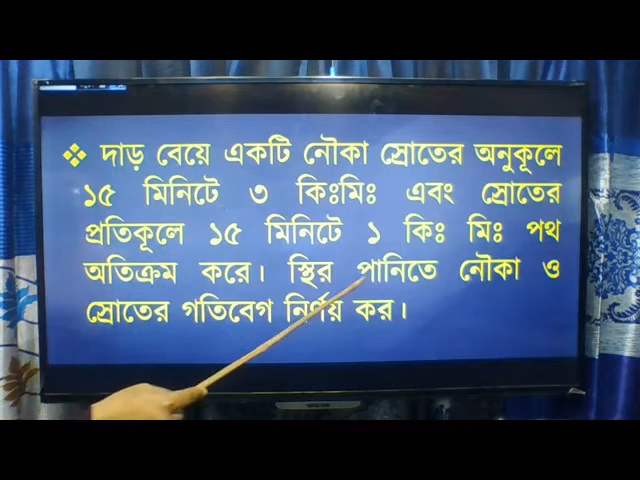 ❖ দাড় বেয়ে একটি নৌকা স্রোতের অনুকূলে
১৫ মিনিটে ৩ কিঃমিঃ এবং স্রোতের
প্রতিকূলে ১৫ মিনিটে ১ কিঃ মিঃ পথ
অতিক্রম করে। স্থির পানিতে নৌকা ও
স্রোতের গতিবেগ নির্ণয় কর।